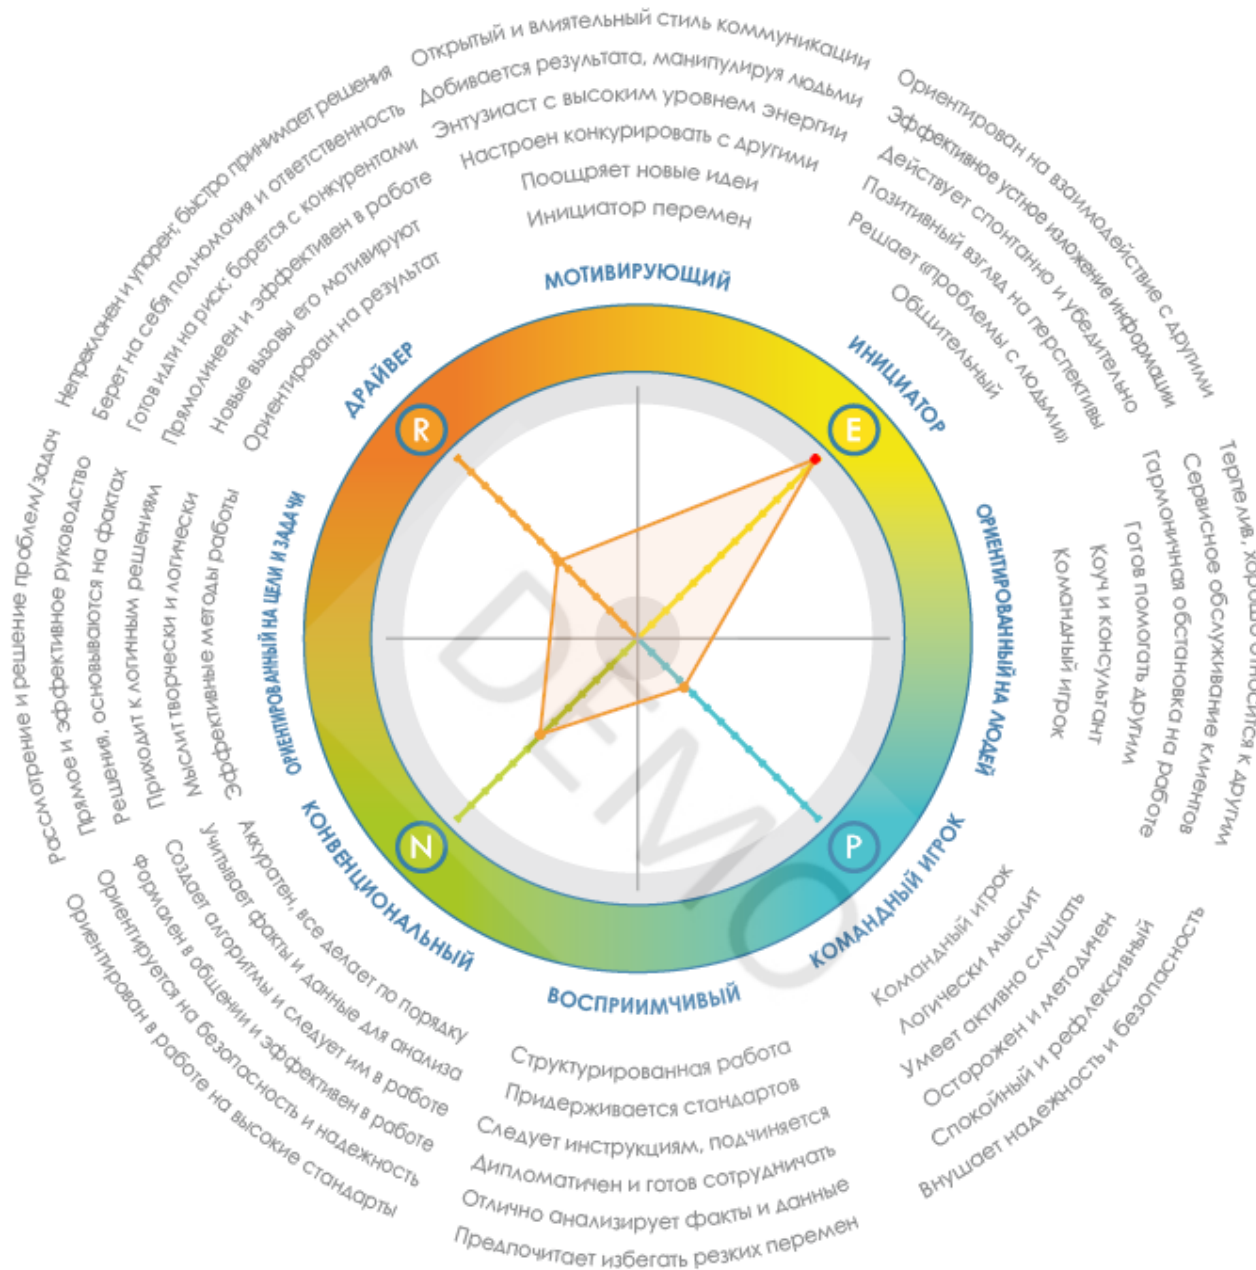 Открытый и влиятельный стиль коммуникации
Добивается результата, манипулируя людьми
Энтузиаст с высоким уровнем энергии
Настроен конкурировать с другими
Поощряет новые идеи
Инициатор перемен
МОТИВИРУЮЩИЙ
Ориентирован на взаимодействие с другими
Эффективное устное изложение информации
Действует спонтанно и убедительно
Позитивный взгляд на перспективы
Решает «проблемы с людьми»
Общительный
ИНИЦИАТОР
E
Терпелив, хорошо относится к другим
Сервисное обслуживание клиентов
Гармоничная обстановка на работе
Готов помогать другим
Коуч и консультант
Командный игрок
ОРИЕНТИРОВАННЫЙ НА ЛЮДЕЙ
КОМАНДНЫЙ ИГРОК
P
Командный игрок
Логически мыслит
Умеет активно слушать
Осторожен и методичен
Спокойный и рефлексивный
Внушает надежность и безопасность
ВОСПРИИМЧИВЫЙ
Структурированная работа
Придерживается стандартов
Следует инструкциям, подчиняется
Дипломатичен и готов сотрудничать
Отлично анализирует факты и данные
Предпочитает избегать резких перемен
КОНВЕНЦИОНАЛЬНЫЙ
N
Аккуратен, все делает по порядку
Учитывает факты и данные для анализа
Создает алгоритмы и следует им в работе
Формален в общении и эффективен в работе
Ориентируется на безопасность и надежность
Ориентирован в работе на высокие стандарты
ОРИЕНТИРОВАННЫЙ НА ЦЕЛИ И ЗАДАЧИ
Рассмотрение и решение проблем/задач
Прямое и эффективное руководство
Решения, основываются на фактах
Приходит к логичным решениям
Мыслит творчески и логически
Эффективные методы работы
ДРАЙВЕР
R
Непреклонен и упорен; быстро принимает решения
Берет на себя полномочия и ответственность
Готов идти на риск; борется с конкурентами
Прямолинеен и эффективен в работе
Новые вызовы его мотивируют
Ориентирован на результат
DEMO